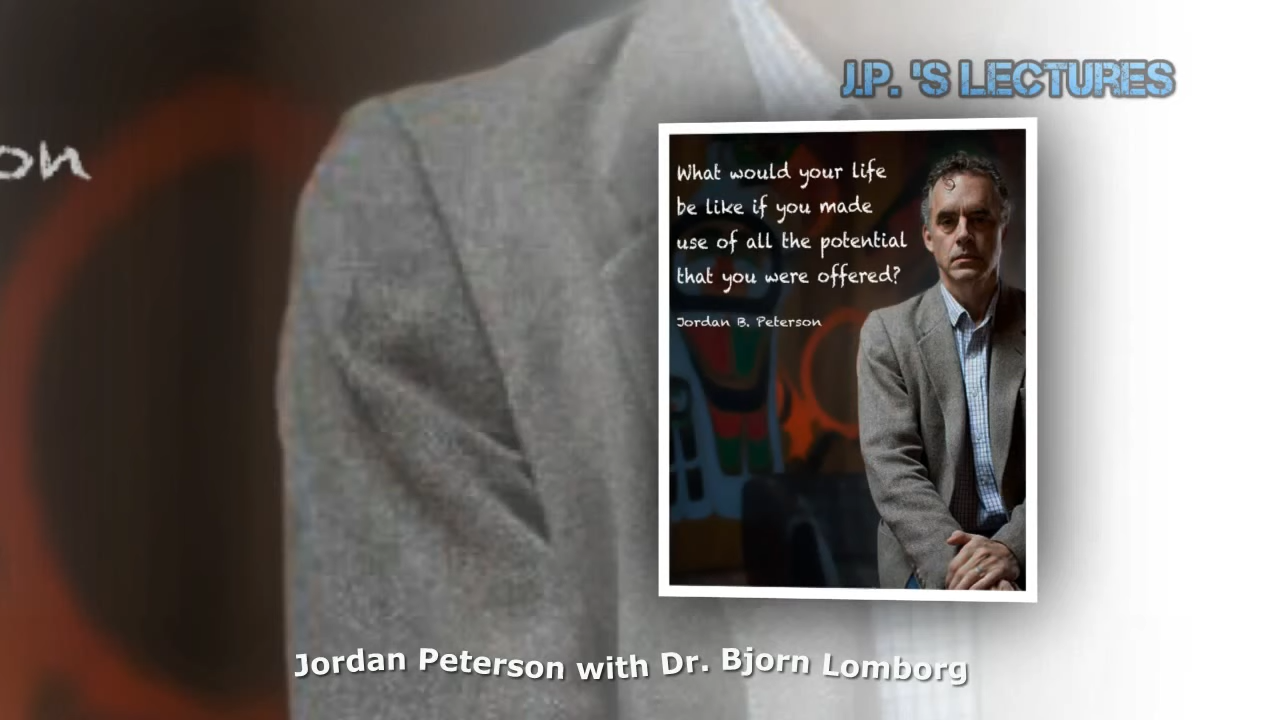 J.P. 'S LECTURES
on
What would your life
be like if you made
use of all the potential
that you were offered?
Jordan B. Peterson
Jordan Peterson with Dr. Bjorn Lomborg